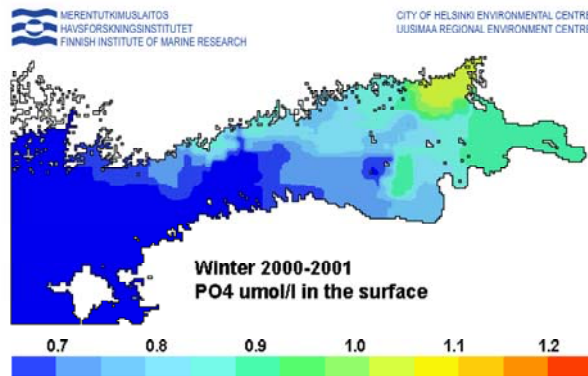 MERENTUTKIMUSLAITOS
HAVSFORSKNINGSINSTITUTET
FINNISH INSTITUTE OF MARINE RESEARCH
CITY OF HELSINKI ENVIRONMENTAL CENTRE
UUSIMAA REGIONAL ENVIRONMENT CENTRE
Winter 2000-2001
PO4 umol/l in the surface
0.7 0.8 0.9 1.0 1.1 1.2